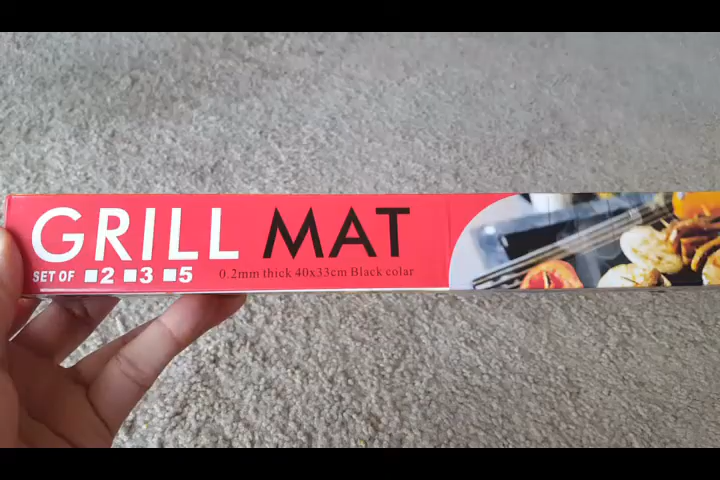 GRILL MAT
SET OF ■2 ■3 ■5 0.2mm thick 40x33cm Black colar